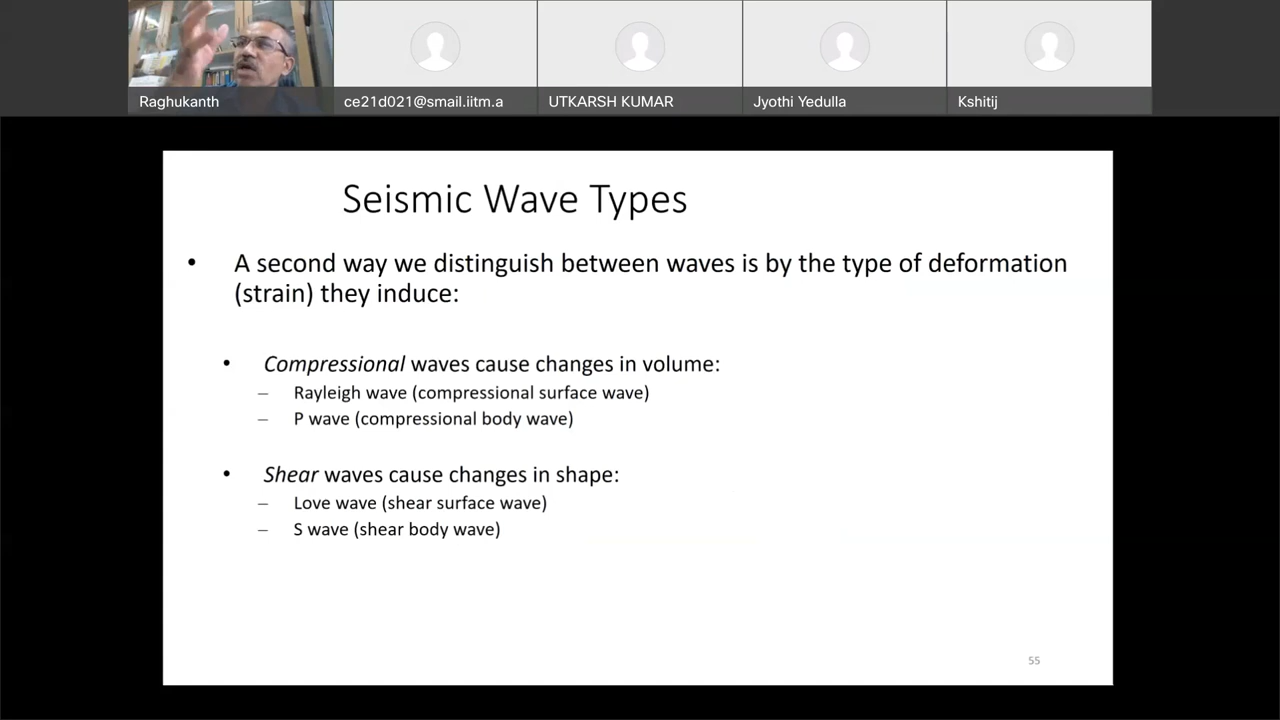 Raghukanth
ce21d021@smail.iitm.a
UTKARSH KUMAR
Jyothi Yedulla
Kshitij
Seismic Wave Types
• A second way we distinguish between waves is by the type of deformation
(strain) they induce:
• Compressional waves cause changes in volume:
– Rayleigh wave (compressional surface wave)
– P wave (compressional body wave)
• Shear waves cause changes in shape:
– Love wave (shear surface wave)
– S wave (shear body wave)
55